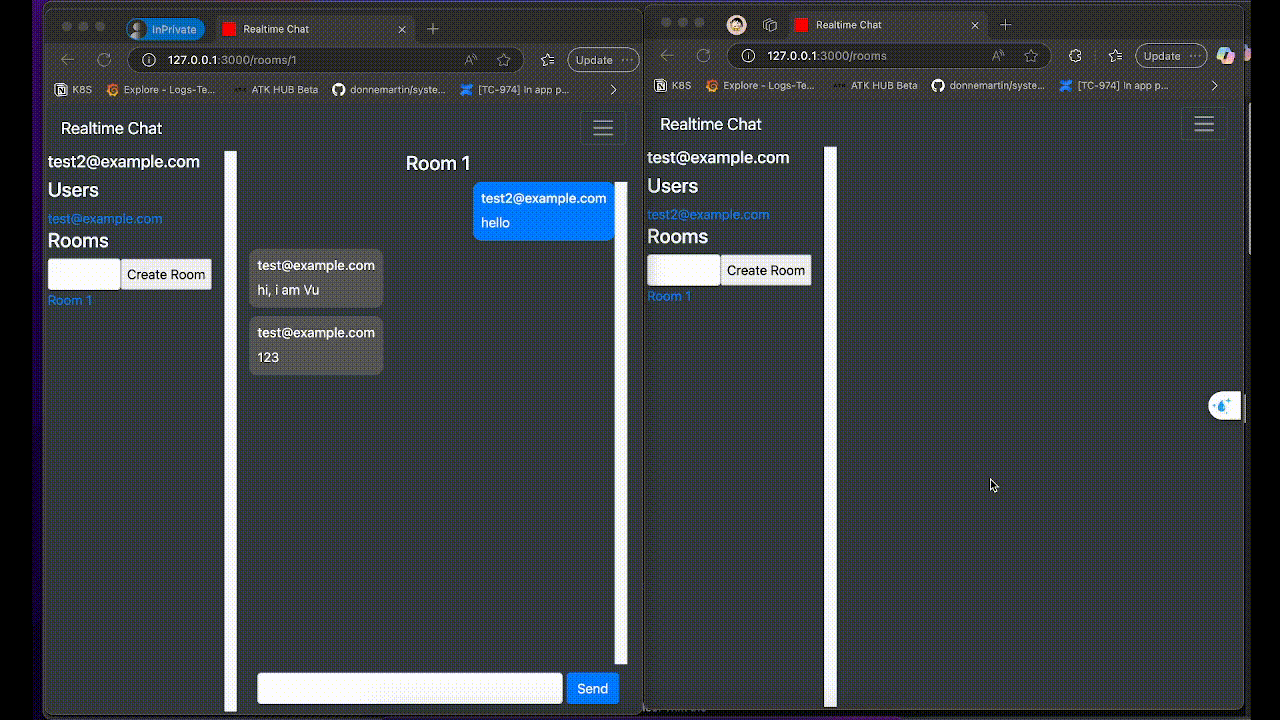 InPrivate
Realtime Chat
127.0.0.1:3000/rooms/1
Update
K8S
Explore - Logs-Te...
ATK HUB Beta
donnemartin/syste...
[TC-974] In app p...
Realtime Chat
test2@example.com
Users
test@example.com
Rooms
Create Room
Room 1
Room 1
test2@example.com
hello
test@example.com
hi, i am Vu
test@example.com
123
Send
Realtime Chat
127.0.0.1:3000/rooms
Update
K8S
Explore - Logs-Te...
ATK HUB Beta
donnemartin/syste...
[TC-974] In app p...
Realtime Chat
test@example.com
Users
test2@example.com
Rooms
Create Room
Room 1